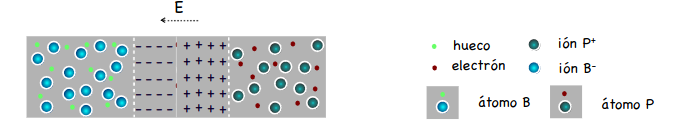 E
- - - - + + + +
- - - - + + + +
- - - - + + + +
- - - - + + + +
- - - - + + + +
hueco ión P⁺
electrón ión B⁻
átomo B átomo P